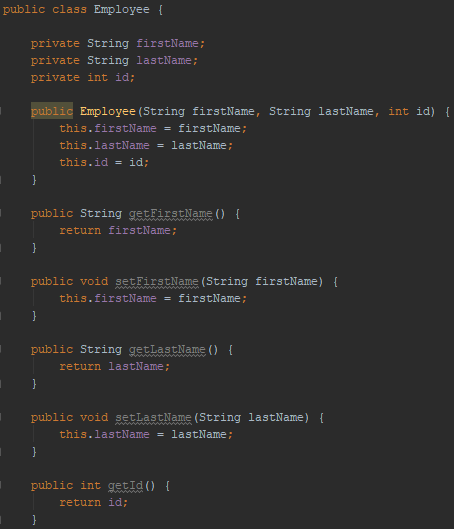 public class Employee {
private String firstName;
private String lastName;
private int id;
public Employee(String firstName, String lastName, int id) {
this.firstName = firstName;
this.lastName = lastName;
this.id = id;
}
public String getFirstName() {
return firstName;
}
public void setFirstName(String firstName) {
this.firstName = firstName;
}
public String getLastName() {
return lastName;
}
public void setLastName(String lastName) {
this.lastName = lastName;
}
public int getId() {
return id;
}